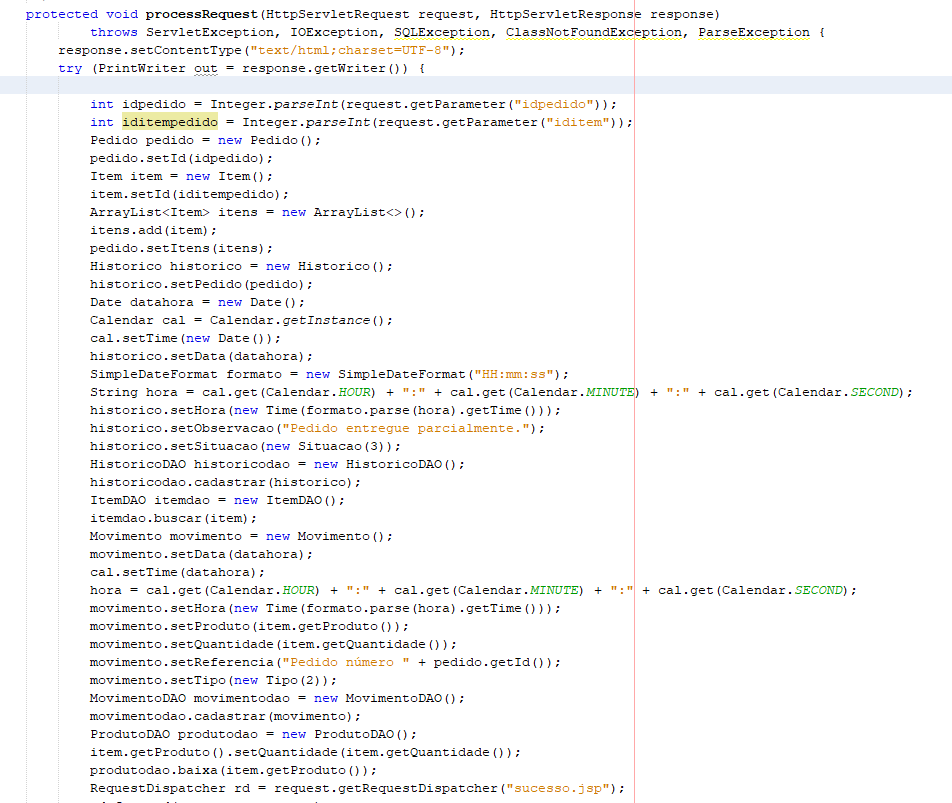 protected void processRequest(HttpServletRequest request, HttpServletResponse response)
throws ServletException, IOException, SQLException, ClassNotFoundException, ParseException {
response.setContentType("text/html;charset=UTF-8");
try (PrintWriter out = response.getWriter()) {
int idpedido = Integer.parseInt(request.getParameter("idpedido"));
int iditempedido = Integer.parseInt(request.getParameter("iditem"));
Pedido pedido = new Pedido();
pedido.setId(idpedido);
Item item = new Item();
item.setId(iditempedido);
ArrayList<Item> itens = new ArrayList<>();
itens.add(item);
pedido.setItens(itens);
Historico historico = new Historico();
historico.setPedido(pedido);
Date datahora = new Date();
Calendar cal = Calendar.getInstance();
cal.setTime(new Date());
historico.setData(datahora);
SimpleDateFormat formato = new SimpleDateFormat("HH:mm:ss");
String hora = cal.get(Calendar.HOUR) + ":" + cal.get(Calendar.MINUTE) + ":" + cal.get(Calendar.SECOND);
historico.setHora(new Time(formato.parse(hora).getTime()));
historico.setObservacao("Pedido entregue parcialmente.");
historico.setSituacao(new Situacao(3));
HistoricoDAO historicodao = new HistoricoDAO();
historicodao.cadastrar(historico);
ItemDAO itemdao = new ItemDAO();
itemdao.buscar(item);
Movimento movimento = new Movimento();
movimento.setData(datahora);
cal.setTime(datahora);
hora = cal.get(Calendar.HOUR) + ":" + cal.get(Calendar.MINUTE) + ":" + cal.get(Calendar.SECOND);
movimento.setHora(new Time(formato.parse(hora).getTime()));
movimento.setProduto(item.getProduto());
movimento.setQuantidade(item.getQuantidade());
movimento.setReferencia("Pedido número " + pedido.getId());
movimento.setTipo(new Tipo(2));
MovimentoDAO movimentodao = new MovimentoDAO();
movimentodao.cadastrar(movimento);
ProdutoDAO produtodao = new ProdutoDAO();
item.getProduto().setQuantidade(item.getQuantidade());
produtodao.baixa(item.getProduto());
RequestDispatcher rd = request.getRequestDispatcher("sucesso.jsp");